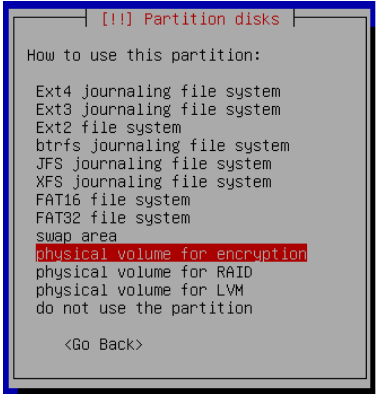 [!!] Partition disks
How to use this partition:
Ext4 journaling file system
Ext3 journaling file system
Ext2 file system
btrfs journaling file system
JFS journaling file system
XFS journaling file system
FAT16 file system
FAT32 file system
swap area
physical volume for encryption
physical volume for RAID
physical volume for LVM
do not use the partition
<Go Back>